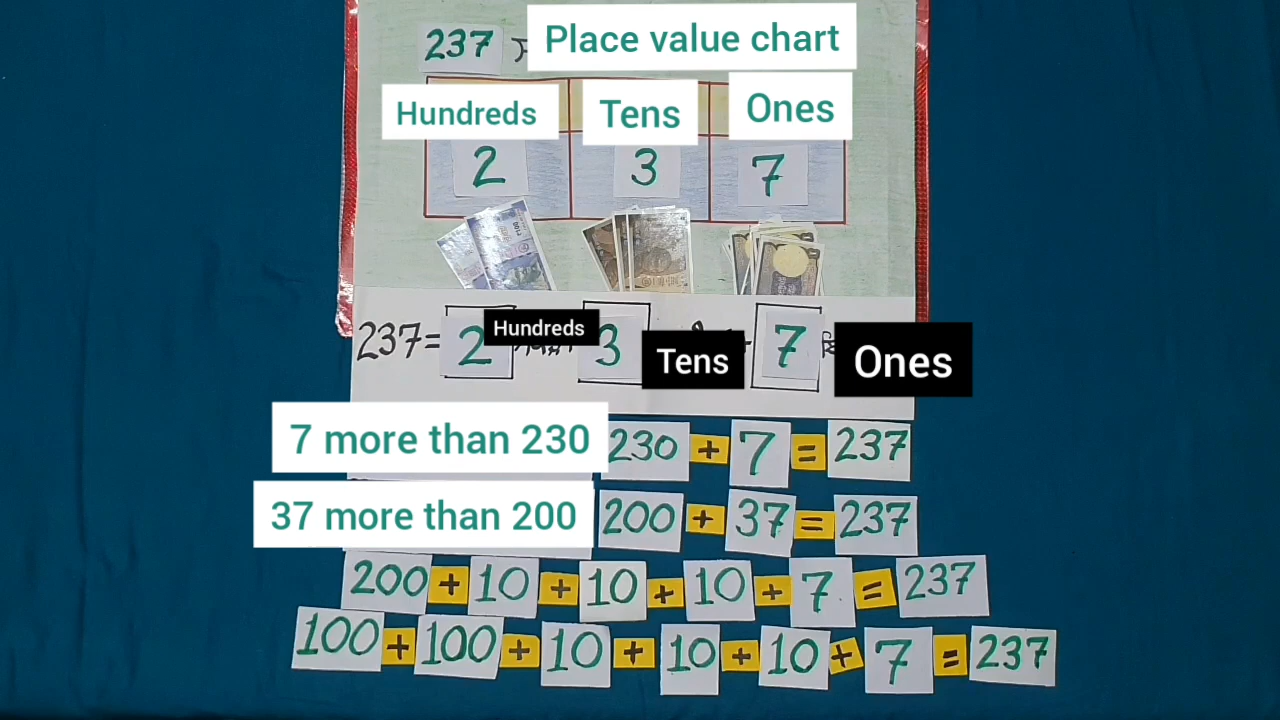 237 Place value chart
Hundreds Tens Ones
2 3 7
237= 2 Hundreds 3 Tens 7 Ones
7 more than 230 230 + 7 = 237
37 more than 200 200 + 37 = 237
200 + 10 + 10 + 10 + 7 = 237
100 + 100 + 10 + 10 + 10 + 7 = 237